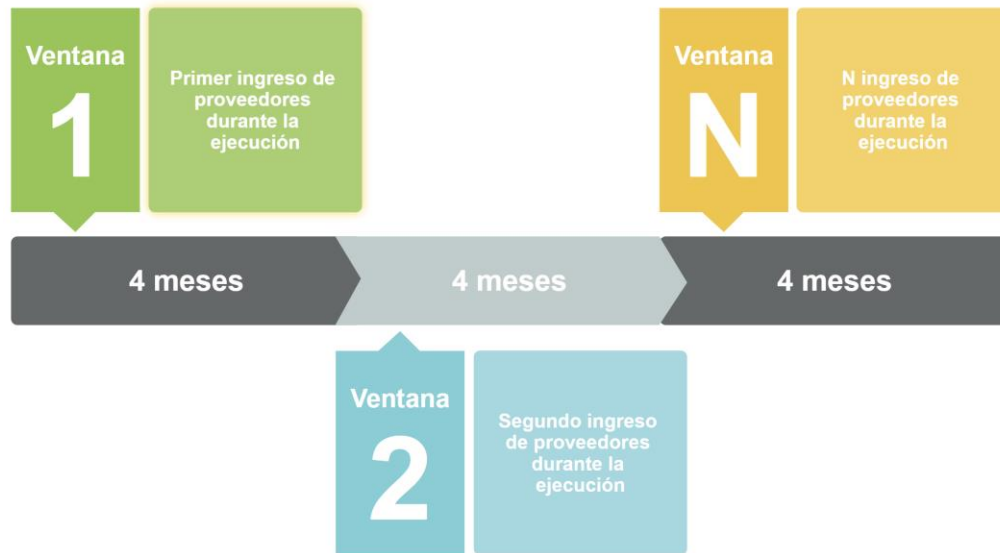 Ventana
1
Primer ingreso de
proveedores
durante la
ejecución
Ventana
N
N ingreso de
proveedores
durante la
ejecución
4 meses
4 meses
4 meses
Ventana
2
Segundo ingreso
de proveedores
durante la
ejecución